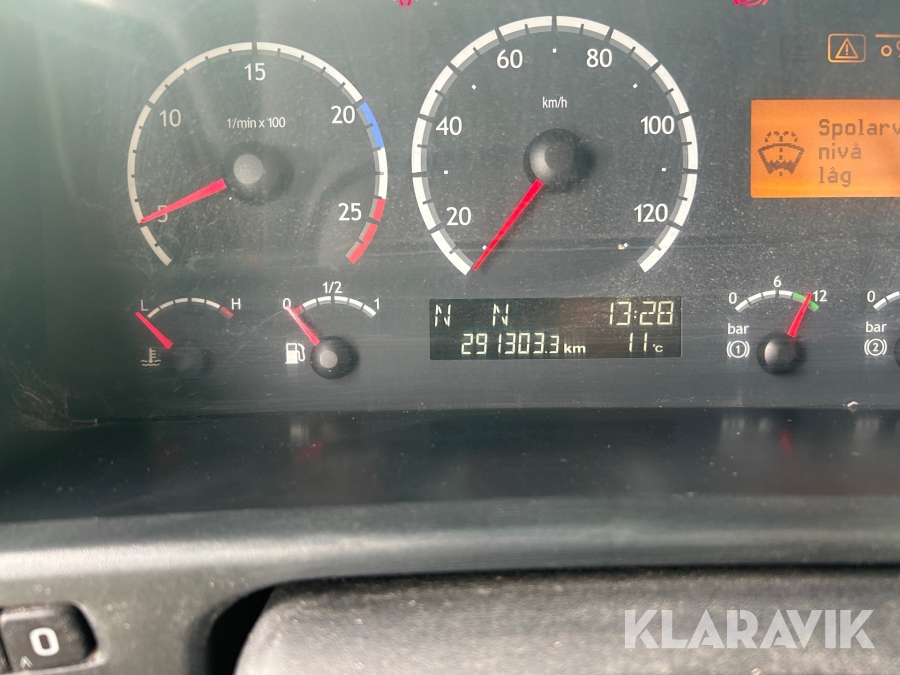 5 10 15 20 25
1/min x 100
20 40 60 80 100 120
km/h
Spolarv
nivå
låg
L H
0 1/2 1
N N 13:28
291303.3 km 11 °C
0 6 12
bar
(1)
0
bar
(2)
0
KLARAVIK